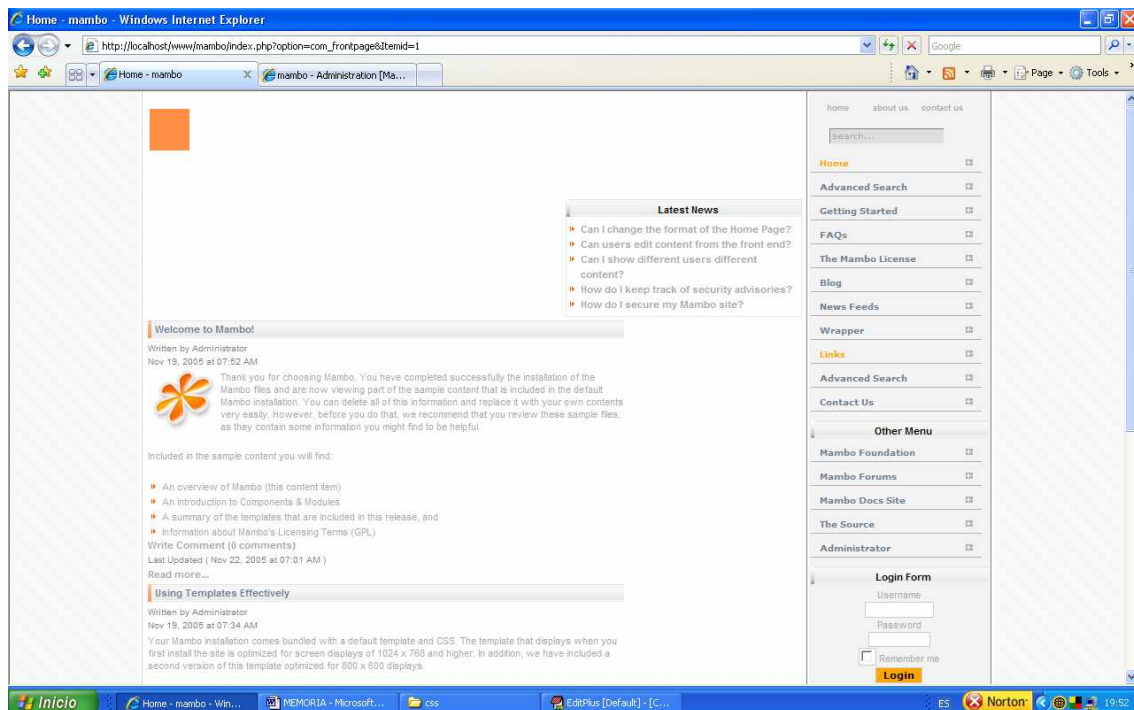 Home - mambo - Windows Internet Explorer
http://localhost/www/mambo/index.php?option=com_frontpage&Itemid=1
Google
Home - mambo
mambo - Administration [Ma...
Page
Tools
home about us contact us
search...
Home
Advanced Search
Getting Started
FAQs
The Mambo License
Blog
News Feeds
Wrapper
Links
Advanced Search
Contact Us
Other Menu
Mambo Foundation
Mambo Forums
Mambo Docs Site
The Source
Administrator
Login Form
Username
Password
Remember me
Login
Latest News
Can I change the format of the Home Page?
Can users edit content from the front end?
Can I show different users different
content?
How do I keep track of security advisories?
How do I secure my Mambo site?
Welcome to Mambo!
Written by Administrator
Nov 19, 2005 at 07:52 AM
Thank you for choosing Mambo. You have completed successfully the installation of the
Mambo files and are now viewing part of the sample content that is included in the default
Mambo installation. You can delete all of this information and replace it with your own contents
very easily. However, before you do that, we recommend that you review these sample files,
as they contain some information you might find to be helpful.
Included in the sample content you will find:
An overview of Mambo (this content item)
An introduction to Components & Modules
A summary of the templates that are included in this release, and
Information about Mambo's Licensing Terms (GPL)
Write Comment (0 comments)
Last Updated ( Nov 22, 2005 at 07:01 AM )
Read more...
Using Templates Effectively
Written by Administrator
Nov 19, 2005 at 07:34 AM
Your Mambo installation comes bundled with a default template and CSS. The template that displays when you
first install the site is optimized for screen displays of 1024 x 768 and higher. In addition, we have included a
second version of this template optimized for 800 x 600 displays.
Inicio
Home - mambo - Win...
MEMORIA - Microsoft...
css
EditPlus [Default] - [C...
ES
Norton
19:52